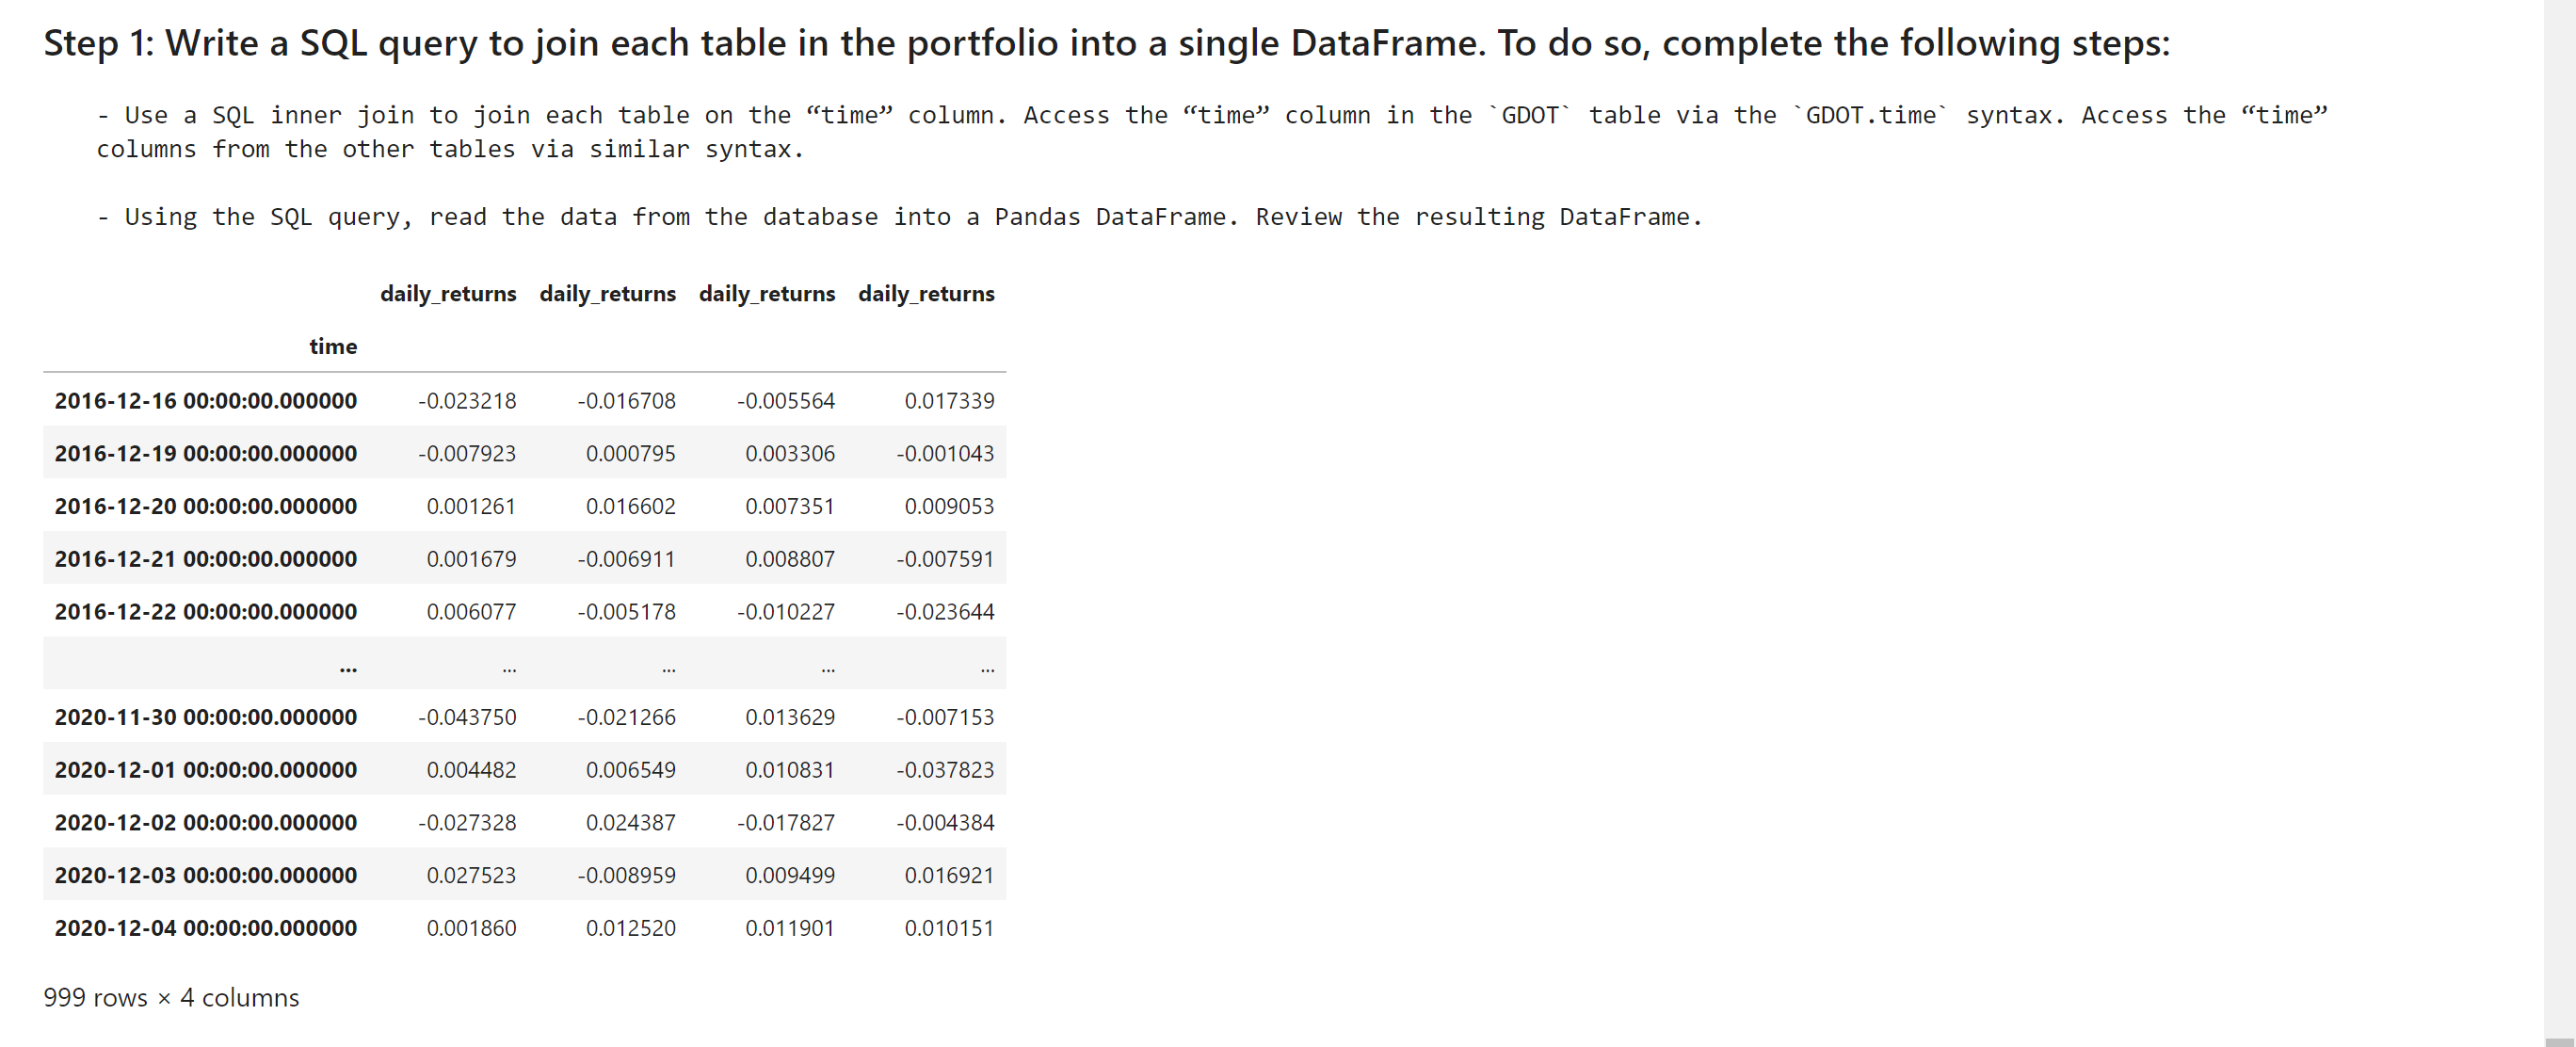 Step 1: Write a SQL query to join each table in the portfolio into a single DataFrame. To do so, complete the following steps:
- Use a SQL inner join to join each table on the “time” column. Access the “time” column in the `GDOT` table via the `GDOT.time` syntax. Access the “time”
columns from the other tables via similar syntax.
- Using the SQL query, read the data from the database into a Pandas DataFrame. Review the resulting DataFrame.
daily_returns daily_returns daily_returns daily_returns
time
2016-12-16 00:00:00.000000 -0.023218 -0.016708 -0.005564 0.017339
2016-12-19 00:00:00.000000 -0.007923 0.000795 0.003306 -0.001043
2016-12-20 00:00:00.000000 0.001261 0.016602 0.007351 0.009053
2016-12-21 00:00:00.000000 0.001679 -0.006911 0.008807 -0.007591
2016-12-22 00:00:00.000000 0.006077 -0.005178 -0.010227 -0.023644
... ... ... ... ...
2020-11-30 00:00:00.000000 -0.043750 -0.021266 0.013629 -0.007153
2020-12-01 00:00:00.000000 0.004482 0.006549 0.010831 -0.037823
2020-12-02 00:00:00.000000 -0.027328 0.024387 -0.017827 -0.004384
2020-12-03 00:00:00.000000 0.027523 -0.008959 0.009499 0.016921
2020-12-04 00:00:00.000000 0.001860 0.012520 0.011901 0.010151
999 rows × 4 columns